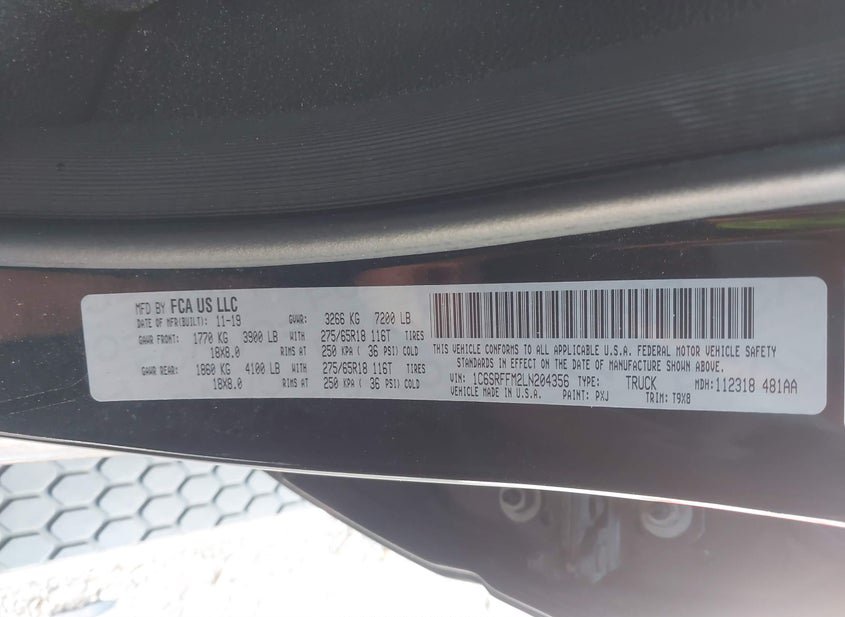 MFD BY FCA US LLC
DATE OF MFR(BUILT): 11-19 GVWR: 3266 KG 7200 LB
GAWR FRONT: 1770 KG 3900 LB WITH 275/65R18 116T TIRES
18X8.0 RIMS AT 250 KPA ( 36 PSI) COLD
GAWR REAR: 1860 KG 4100 LB WITH 275/65R18 116T TIRES
18X8.0 RIMS AT 250 KPA ( 36 PSI) COLD
THIS VEHICLE CONFORMS TO ALL APPLICABLE U.S.A. FEDERAL MOTOR VEHICLE SAFETY
STANDARDS IN EFFECT ON THE DATE OF MANUFACTURE SHOWN ABOVE.
VIN: 1C6SRFFM2LN204356 TYPE: TRUCK MDH: 112318 481AA
VEHICLE MADE IN U.S.A. PAINT: PXJ TRIM: T9X8